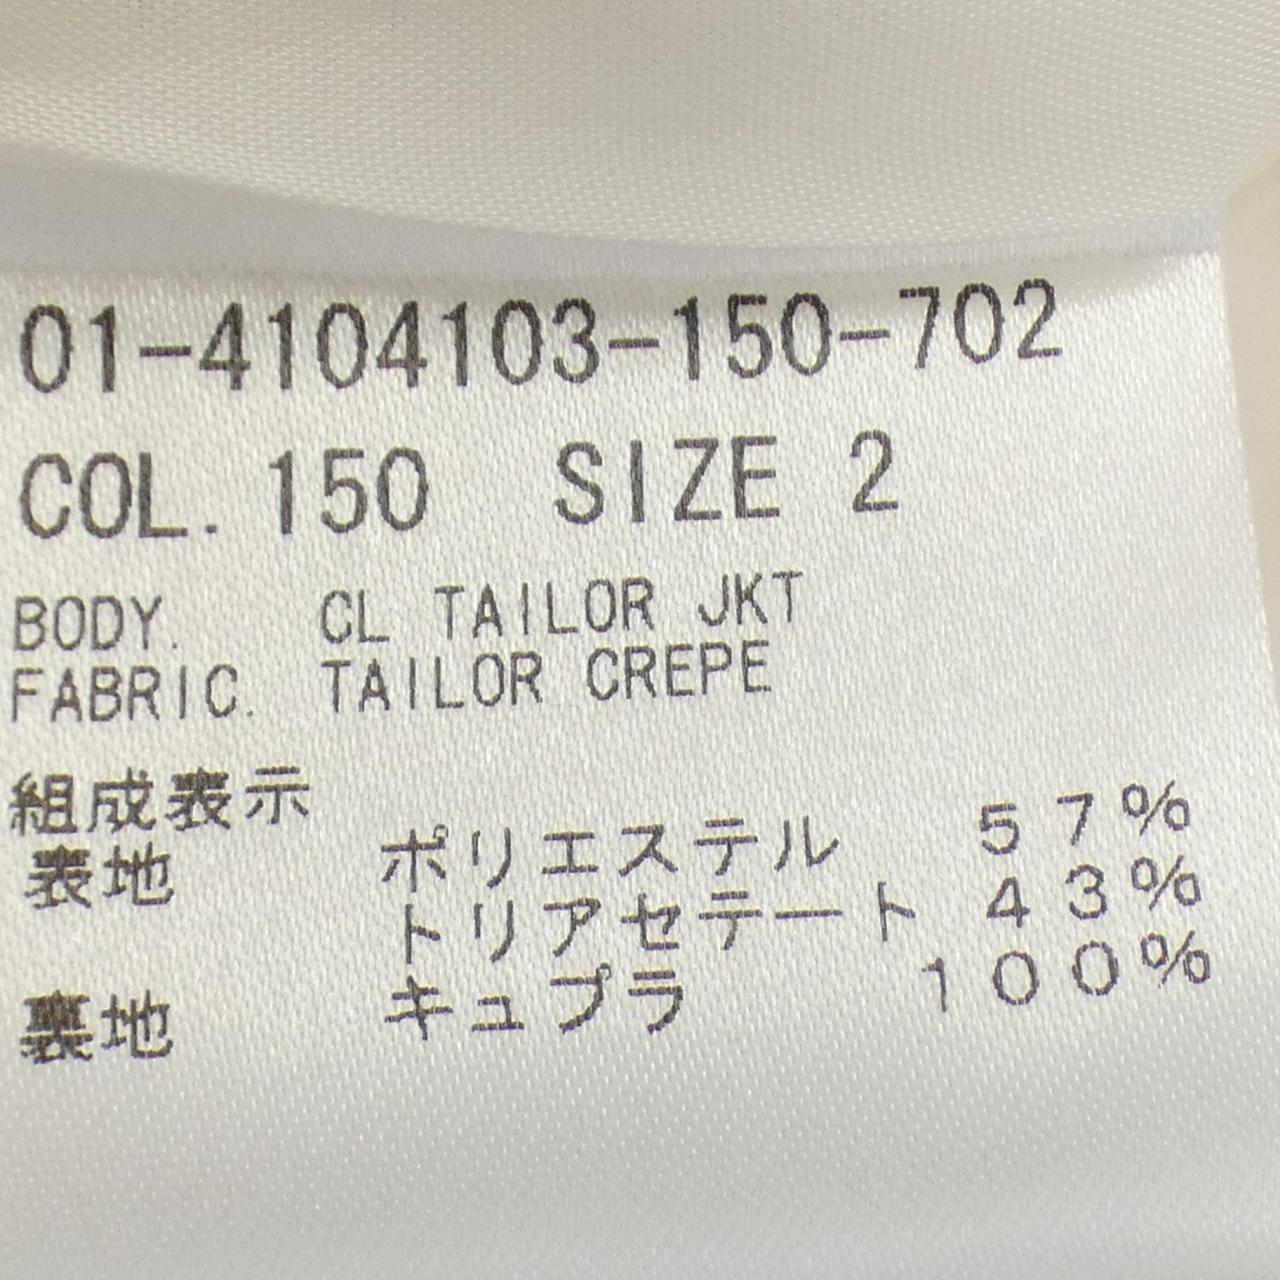 01-4104103-150-702
COL. 150 SIZE 2
BODY. CL TAILOR JKT
FABRIC. TAILOR CREPE
組成表示
表地 ポリエステル 57%
トリアセテート 43%
裏地 キュプラ 100%